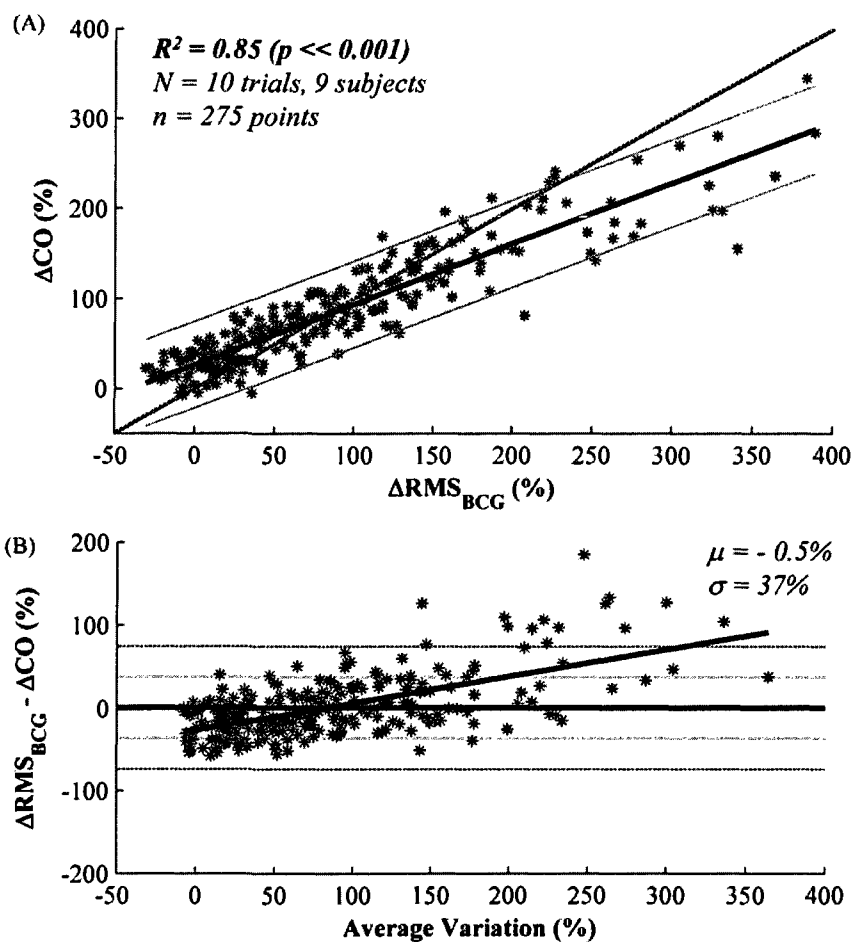 (A)
R² = 0.85 (p << 0.001)
N = 10 trials, 9 subjects
n = 275 points
400
300
200
100
0
ΔCO (%)
-50 0 50 100 150 200 250 300 350 400
ΔRMS_BCG (%)
(B)
μ = - 0.5%
σ = 37%
200
100
0
-100
-200
ΔRMS_BCG - ΔCO (%)
-50 0 50 100 150 200 250 300 350 400
Average Variation (%)